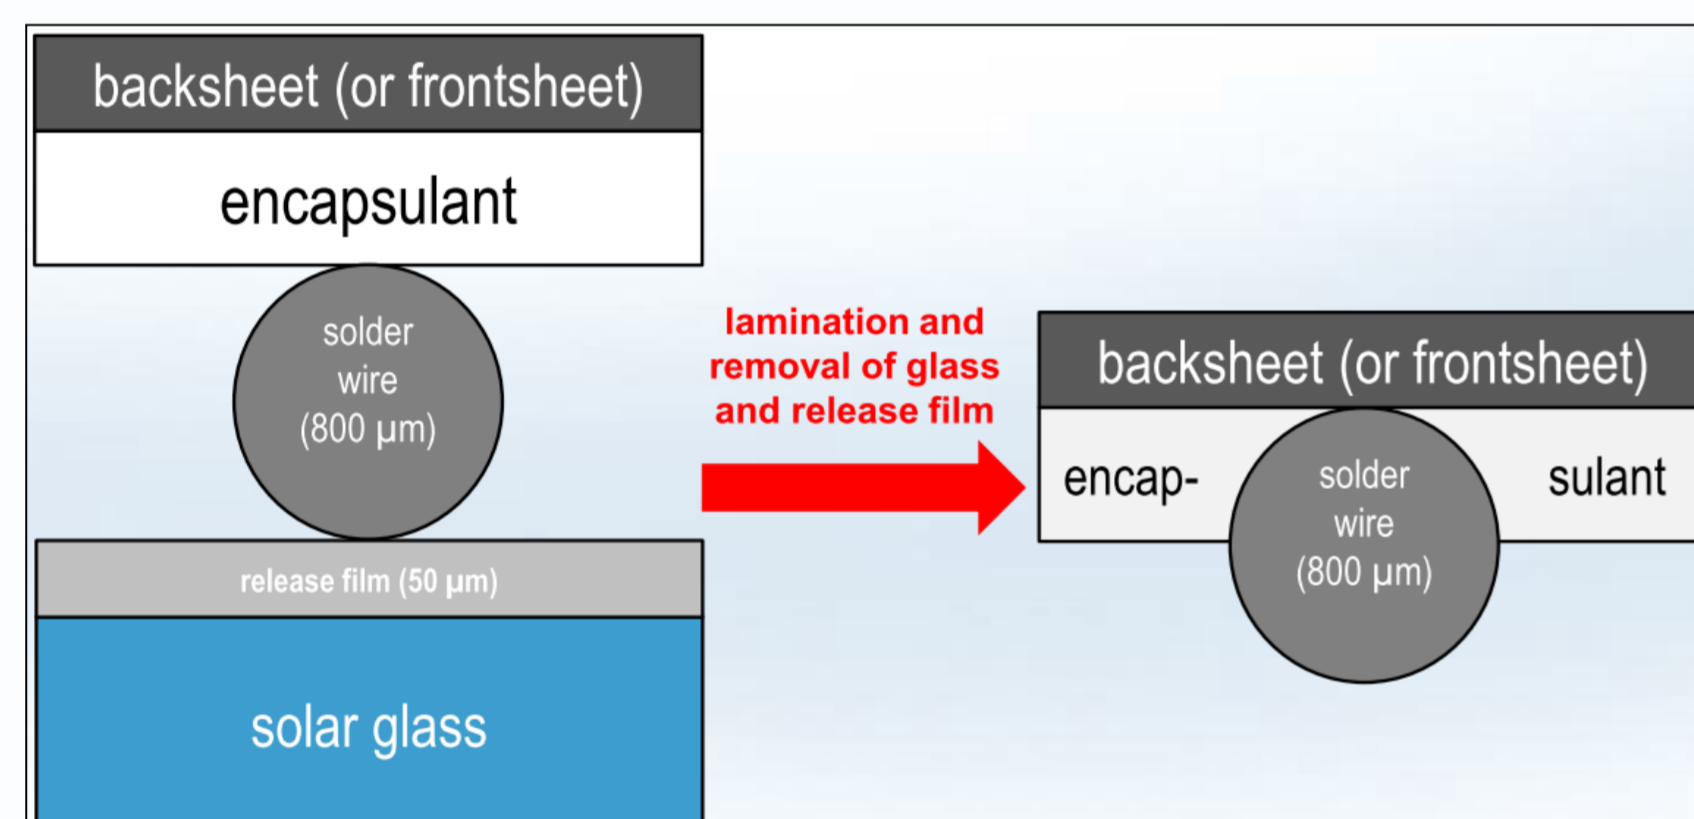 backsheet (or frontsheet)
encapsulant
solder
wire
(800 µm)
release film (50 µm)
solar glass
lamination and
removal of glass
and release film
backsheet (or frontsheet)
encap-
solder
wire
(800 µm)
sulant